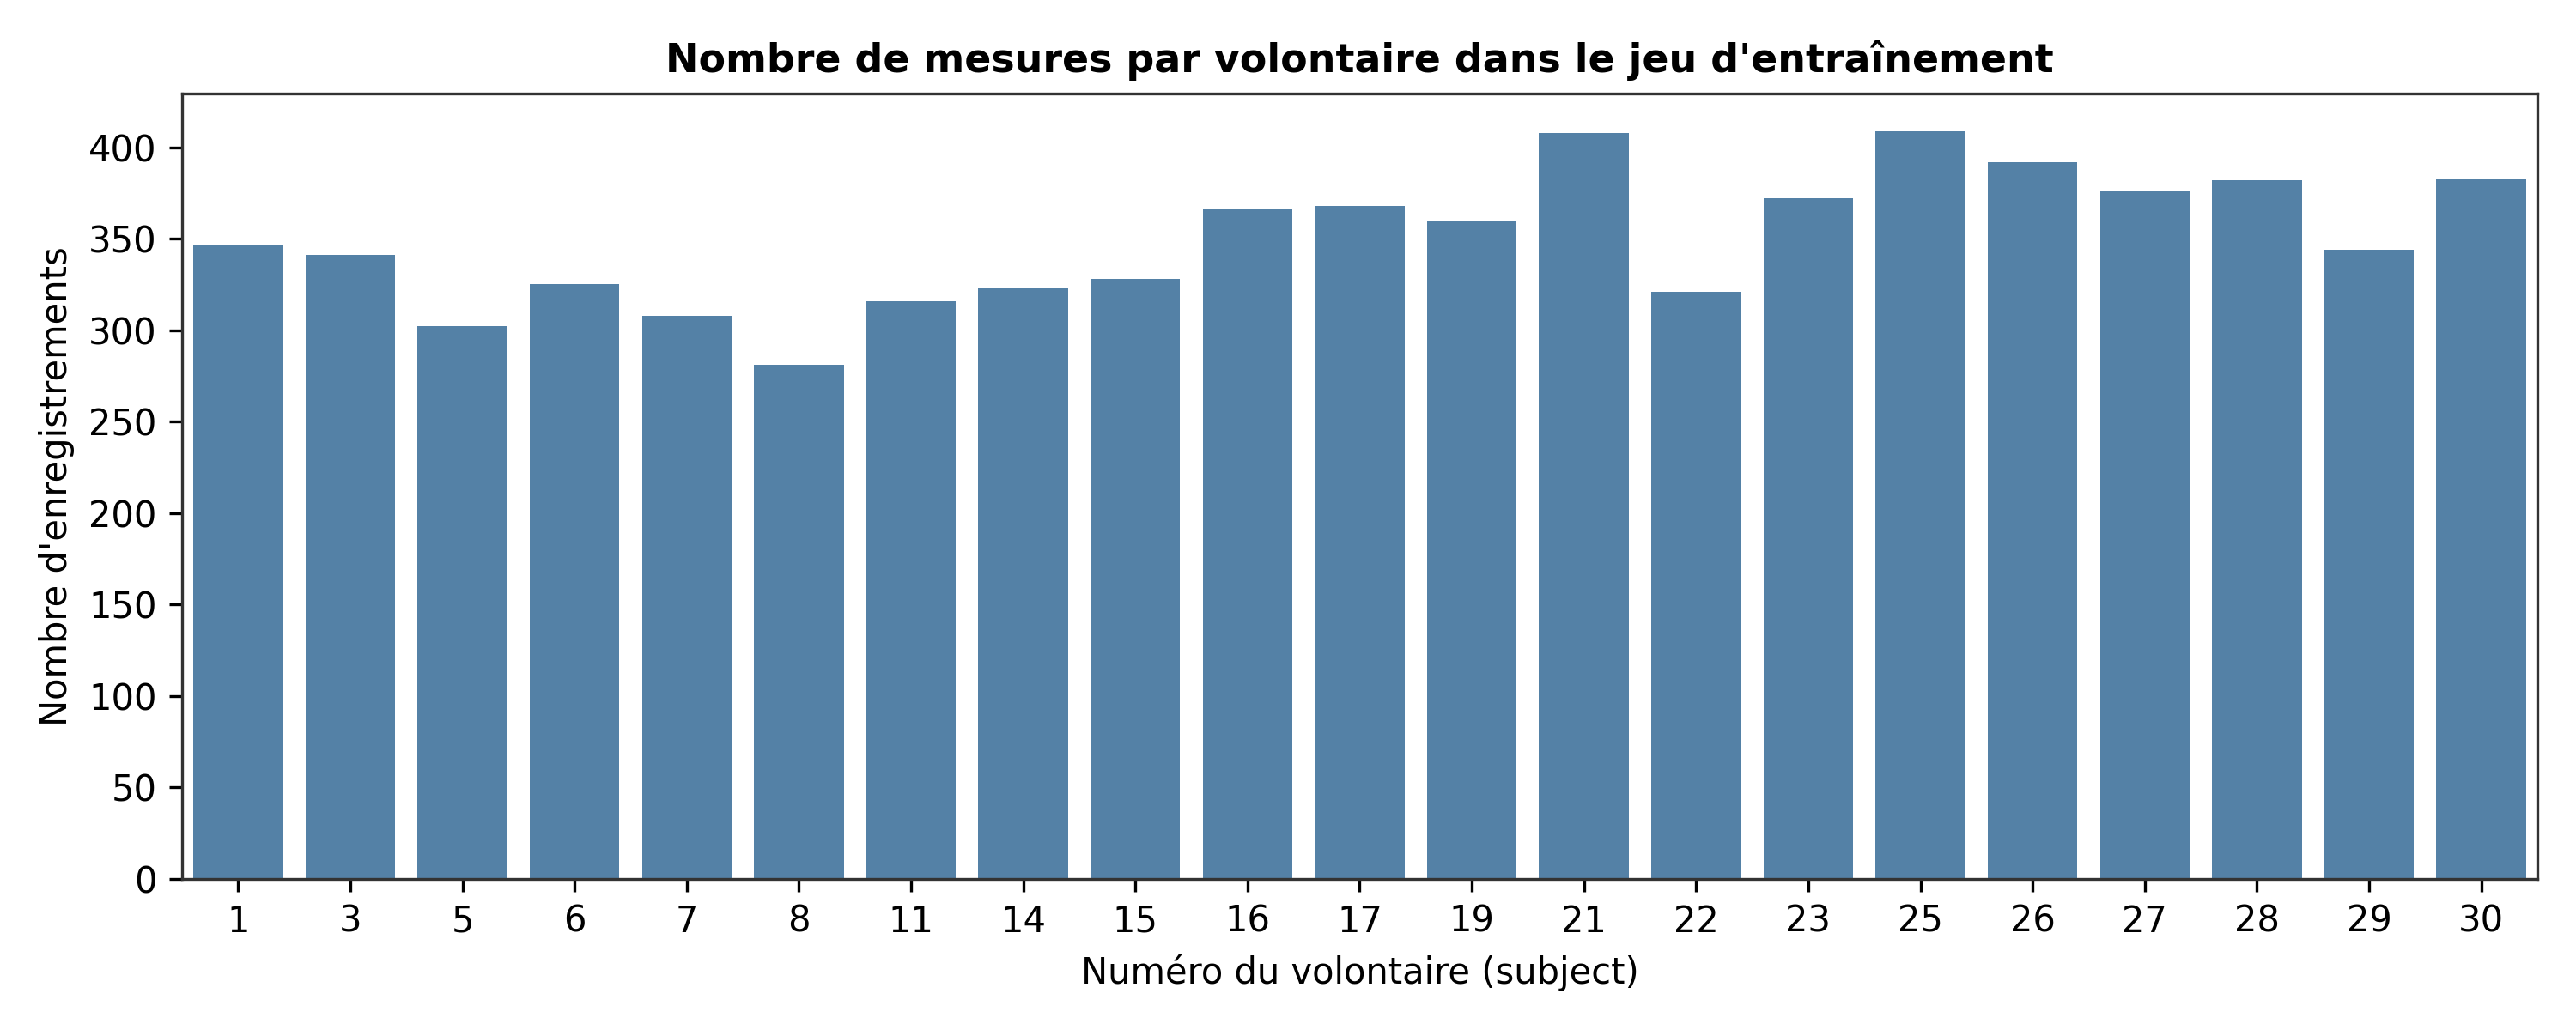 Nombre de mesures par volontaire dans le jeu d'entraînement
Nombre d'enregistrements
400
350
300
250
200
150
100
50
0
1 3 5 6 7 8 11 14 15 16 17 19 21 22 23 25 26 27 28 29 30
Numéro du volontaire (subject)